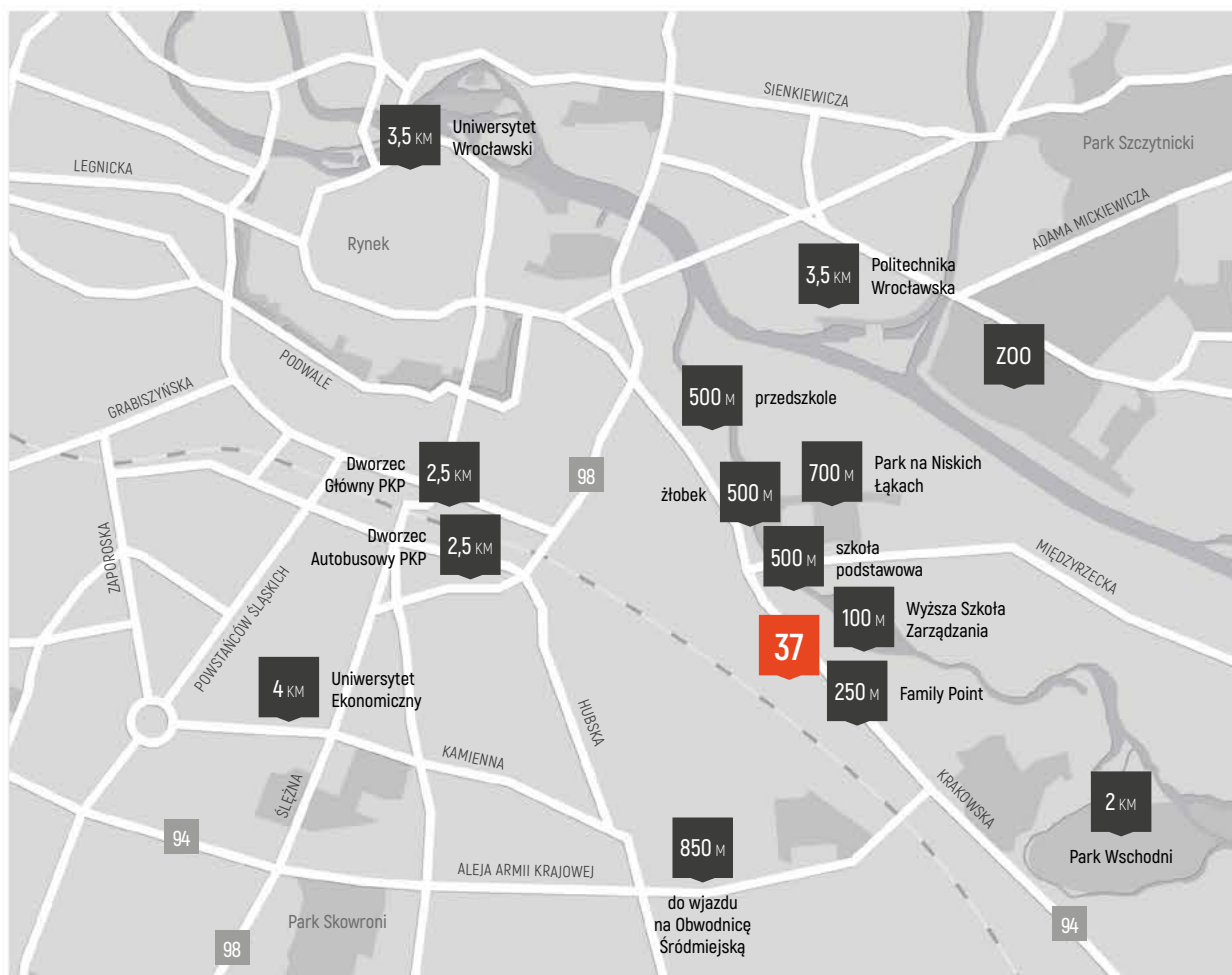 SIENKIEWICZA
3,5 KM
Uniwersytet
Wrocławski
Park Szczytnicki
LEGNICKA
ADAMA MICKIEWICZA
Rynek
3,5 KM
Politechnika
Wrocławska
ZOO
PODWALE
GRABISZYŃSKA
500 M
przedszkole
Dworzec
Główny PKP
2,5 KM
98
żłobek
500 M
700 M
Park na Niskich
Łąkach
ZAPOROSKA
Dworzec
Autobusowy PKP
2,5 KM
500 M
szkoła
podstawowa
MIĘDZYRZECKA
POWSTAŃCÓW ŚLĄSKICH
100 M
Wyższa Szkoła
Zarządzania
37
4 KM
Uniwersytet
Ekonomiczny
250 M
Family Point
HUBSKA
KAMIENNA
ŚLĘŻNA
KRAKOWSKA
2 KM
Park Wschodni
94
850 M
ALEJA ARMII KRAJOWEJ
do wjazdu
na Obwodnicę
Śródmiejską
Park Skowroni
94
98